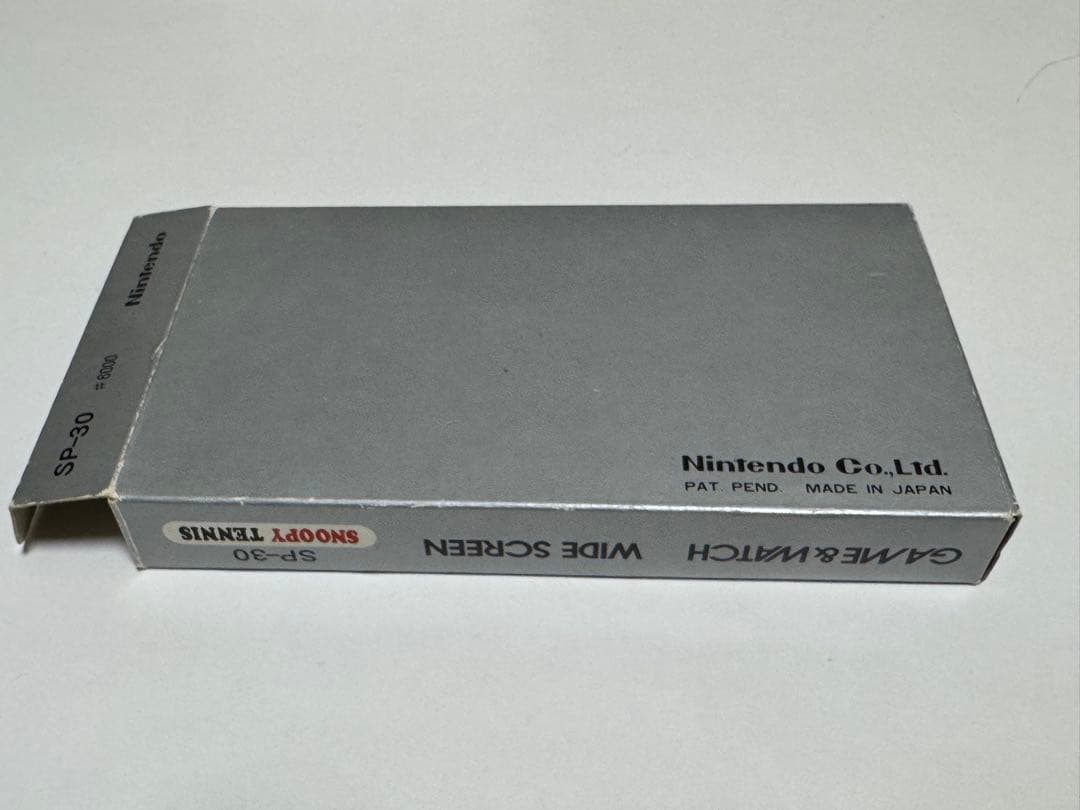 Nintendo
#6000
SP-30
Nintendo Co.,Ltd.
PAT. PEND. MADE IN JAPAN
GAME&WATCH WIDE SCREEN SP-30
SNOOPY TENNIS